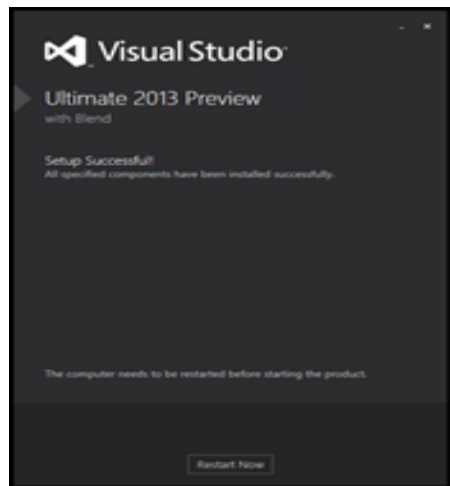 Visual Studio
Ultimate 2013 Preview
with Blend
Setup Successful!
All specified components have been installed successfully.
The computer needs to be restarted before starting the product.
Restart Now